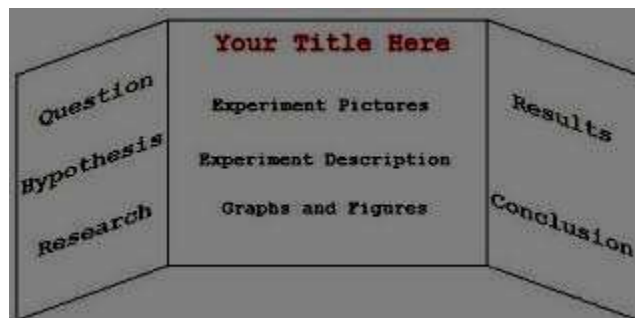 Question
Hypothesis
Research
Your Title Here
Experiment Pictures
Experiment Description
Graphs and Figures
Results
Conclusion